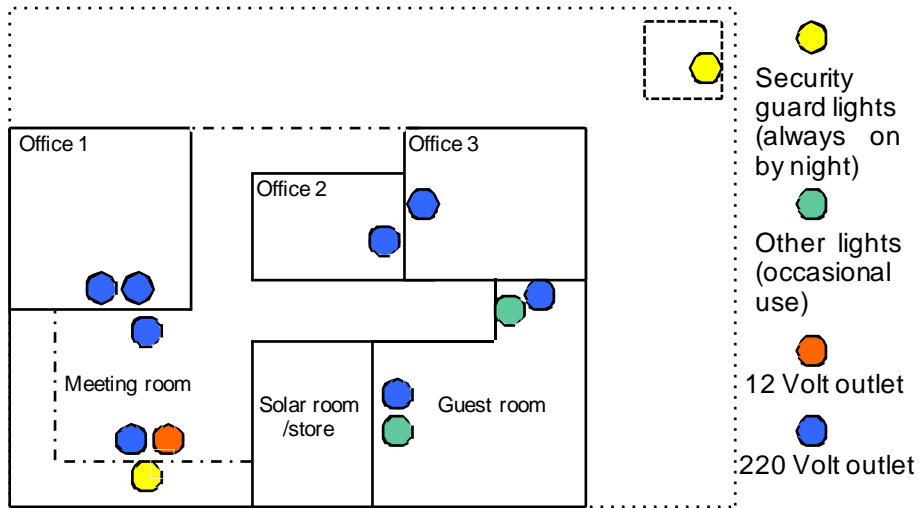 Office 1
Office 3
Office 2
Meeting room
Solar room
/store
Guest room
Security
guard lights
(always on
by night)
Other lights
(occasional
use)
12 Volt outlet
220 Volt outlet